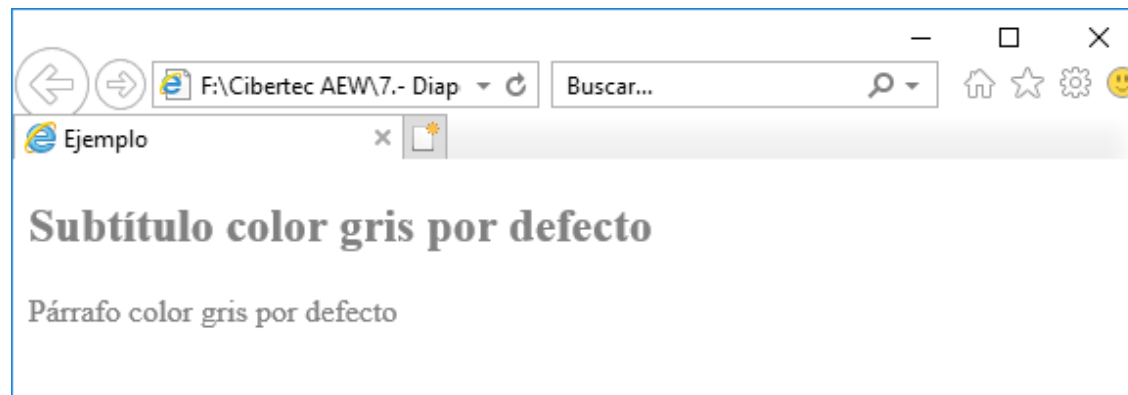 F:\Cibertec AEW\7.- Diap
Buscar...
Ejemplo
Subtítulo color gris por defecto
Párrafo color gris por defecto